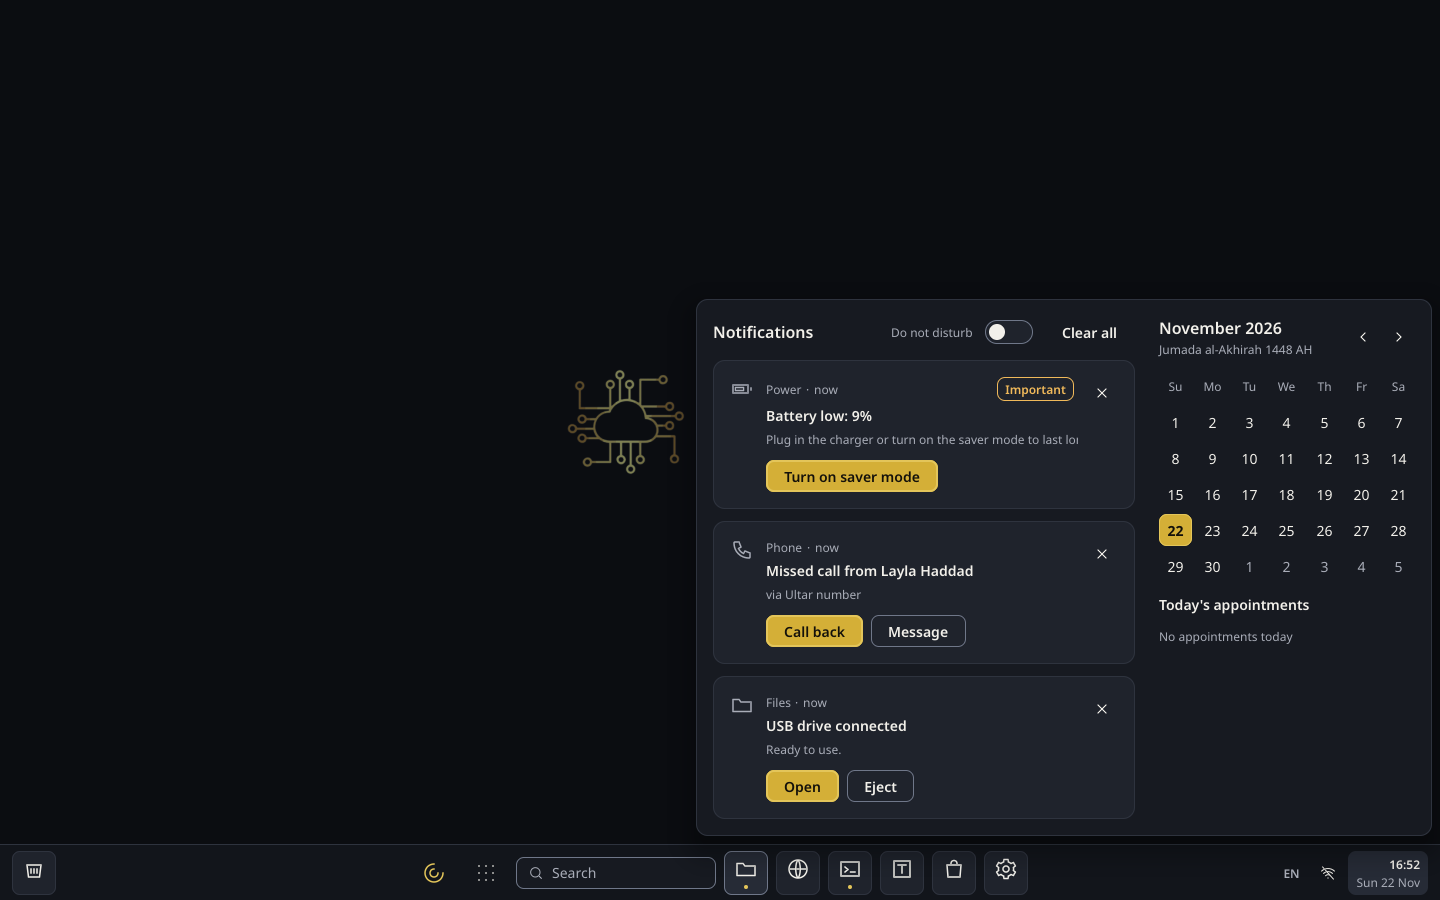 Notifications
Do not disturb
Clear all
Power · now
Important
Battery low: 9%
Plug in the charger or turn on the saver mode to last
Turn on saver mode
Phone · now
Missed call from Layla Haddad
via Ultar number
Call back
Message
Files · now
USB drive connected
Ready to use.
Open
Eject
November 2026
Jumada al-Akhirah 1448 AH
Su Mo Tu We Th Fr Sa
1 2 3 4 5 6 7
8 9 10 11 12 13 14
15 16 17 18 19 20 21
22 23 24 25 26 27 28
29 30 1 2 3 4 5
Today's appointments
No appointments today
Search
EN
16:52
Sun 22 Nov